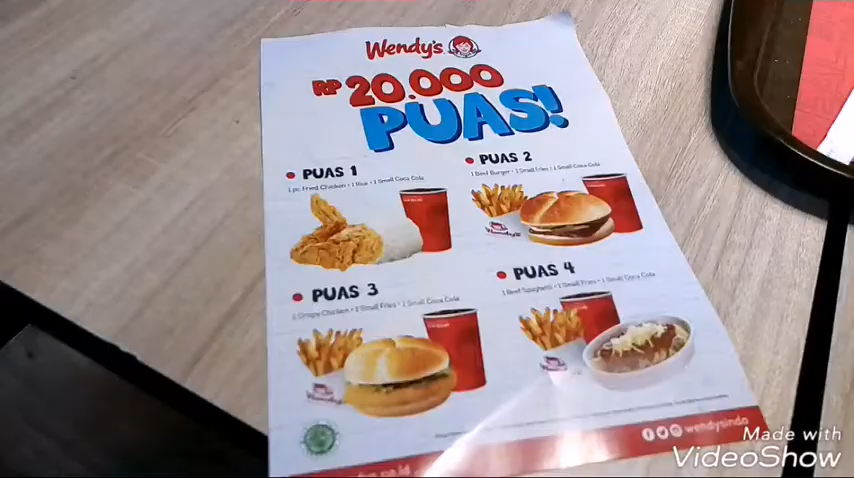 Wendy's
RP 20.000
PUAS!
PUAS 1
1 pc Fried Chicken • 1 Rice • 1 Small Coca Cola
PUAS 2
1 Beef Burger • 1 Small Fries • 1 Small Coca Cola
PUAS 3
1 Crispy Chicken • 1 Small Fries • 1 Small Coca Cola
PUAS 4
1 Beef Spaghetti • 1 Small Fries • 1 Small Coca Cola
wendysindo
Made with
VideoShow